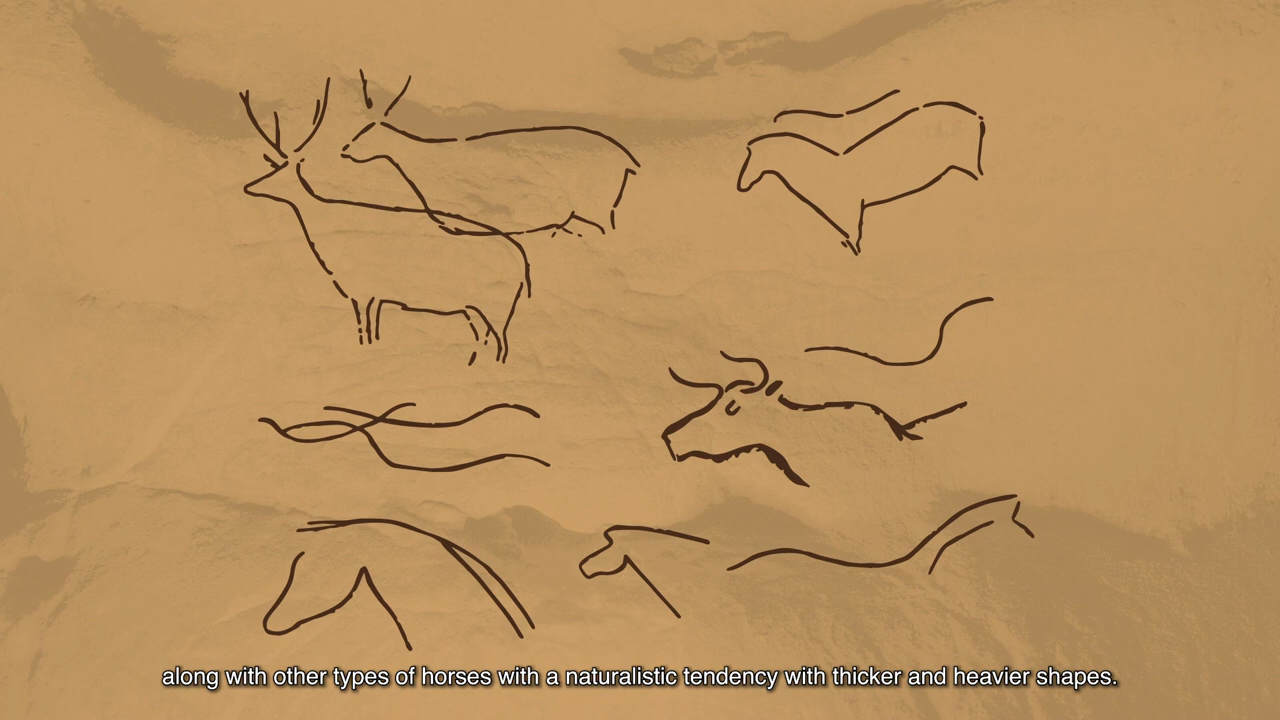 along with other types of horses with a naturalistic tendency with thicker and heavier shapes.